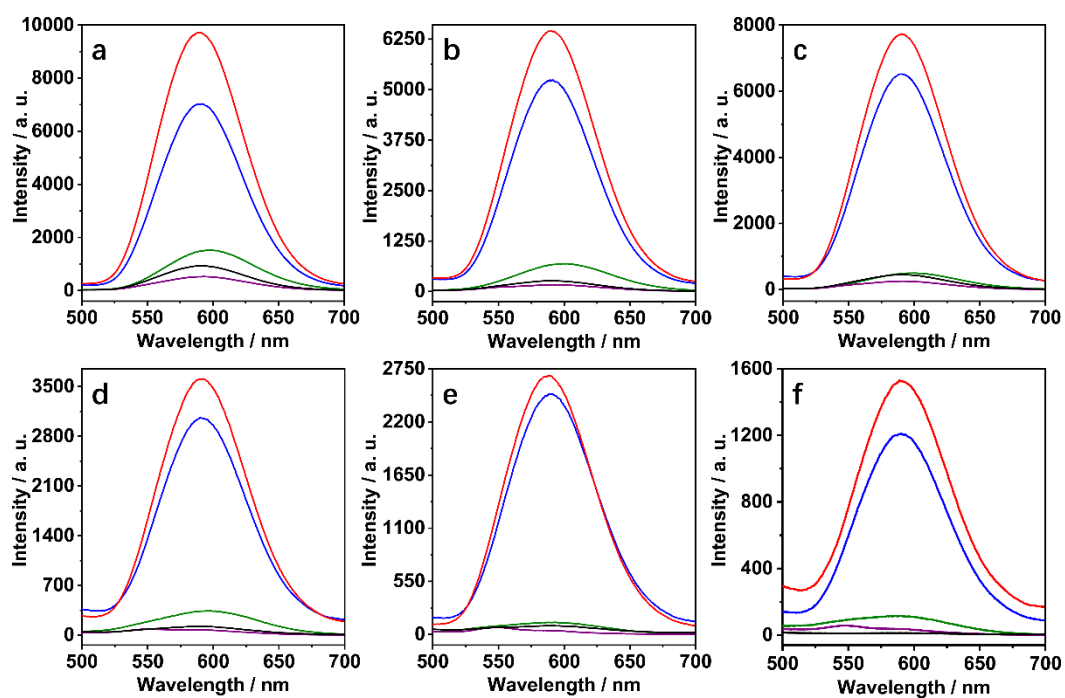 a
Intensity / a. u.
10000
8000
6000
4000
2000
0
500 550 600 650 700
Wavelength / nm
b
Intensity / a. u.
6250
5000
3750
2500
1250
0
500 550 600 650 700
Wavelength / nm
c
Intensity / a. u.
8000
6000
4000
2000
0
500 550 600 650 700
Wavelength / nm
d
Intensity / a. u.
3500
2800
2100
1400
700
0
500 550 600 650 700
Wavelength / nm
e
Intensity / a. u.
2750
2200
1650
1100
550
0
500 550 600 650 700
Wavelength / nm
f
Intensity / a. u.
1600
1200
800
400
0
500 550 600 650 700
Wavelength / nm